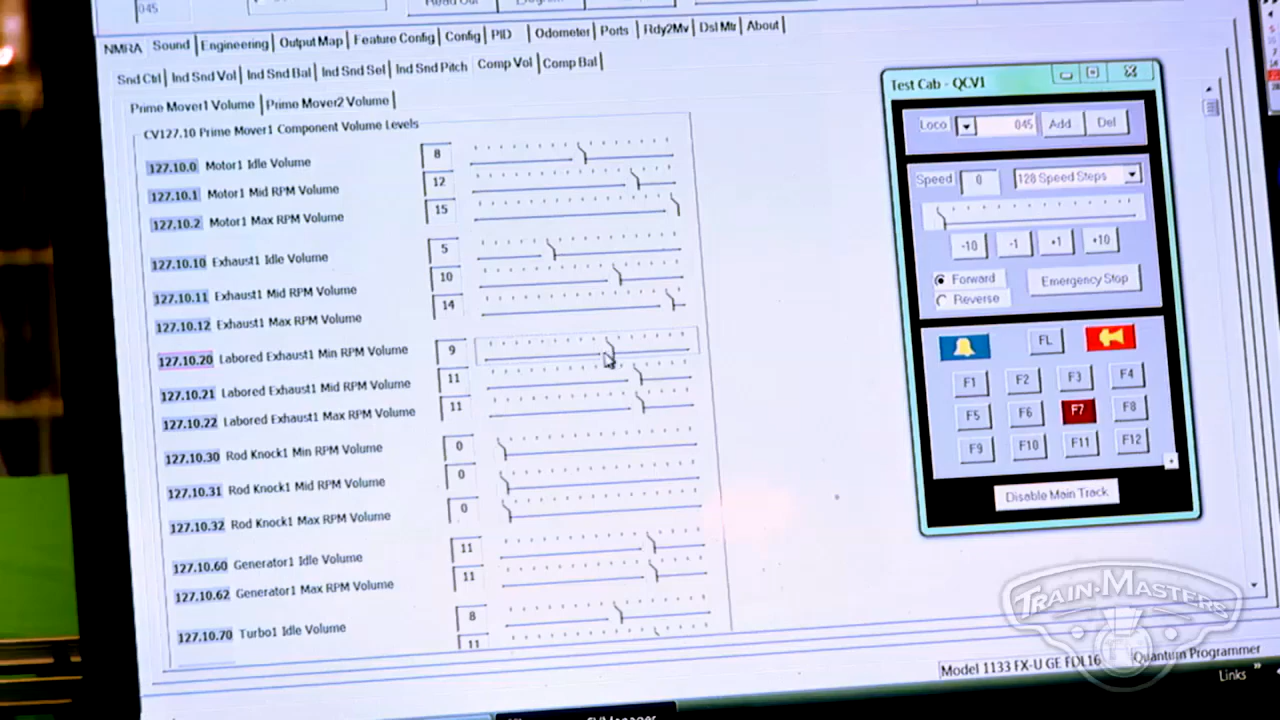 045
NMRA Sound Engineering Output Map Feature Config Config PID Odometer Ports Rdy2Mv Dsl Mtr About
Snd Ctrl Ind Snd Vol Ind Snd Bal Ind Snd Sel Ind Snd Pitch Comp Vol Comp Bal
Prime Mover1 Volume Prime Mover2 Volume
CV127.10 Prime Mover1 Component Volume Levels
127.10.0 Motor1 Idle Volume 8
127.10.1 Motor1 Mid RPM Volume 12
127.10.2 Motor1 Max RPM Volume 15
127.10.10 Exhaust1 Idle Volume 5
127.10.11 Exhaust1 Mid RPM Volume 10
127.10.12 Exhaust1 Max RPM Volume 14
127.10.20 Labored Exhaust1 Min RPM Volume 9
127.10.21 Labored Exhaust1 Mid RPM Volume 11
127.10.22 Labored Exhaust1 Max RPM Volume 11
127.10.30 Rod Knock1 Min RPM Volume 0
127.10.31 Rod Knock1 Mid RPM Volume 0
127.10.32 Rod Knock1 Max RPM Volume 0
127.10.60 Generator1 Idle Volume 11
127.10.62 Generator1 Max RPM Volume 11
127.10.70 Turbo1 Idle Volume 8
11
Test Cab - QCV1
Loco 045 Add Del
Speed 0 128 Speed Steps
-10 -1 +1 +10
Forward Emergency Stop
Reverse
FL
F1 F2 F3 F4
F5 F6 F7 F8
F9 F10 F11 F12
Disable Main Track
TRAIN-MASTERS
Model 1133 FX-U GE FDL16 Quantum Programmer
Links »